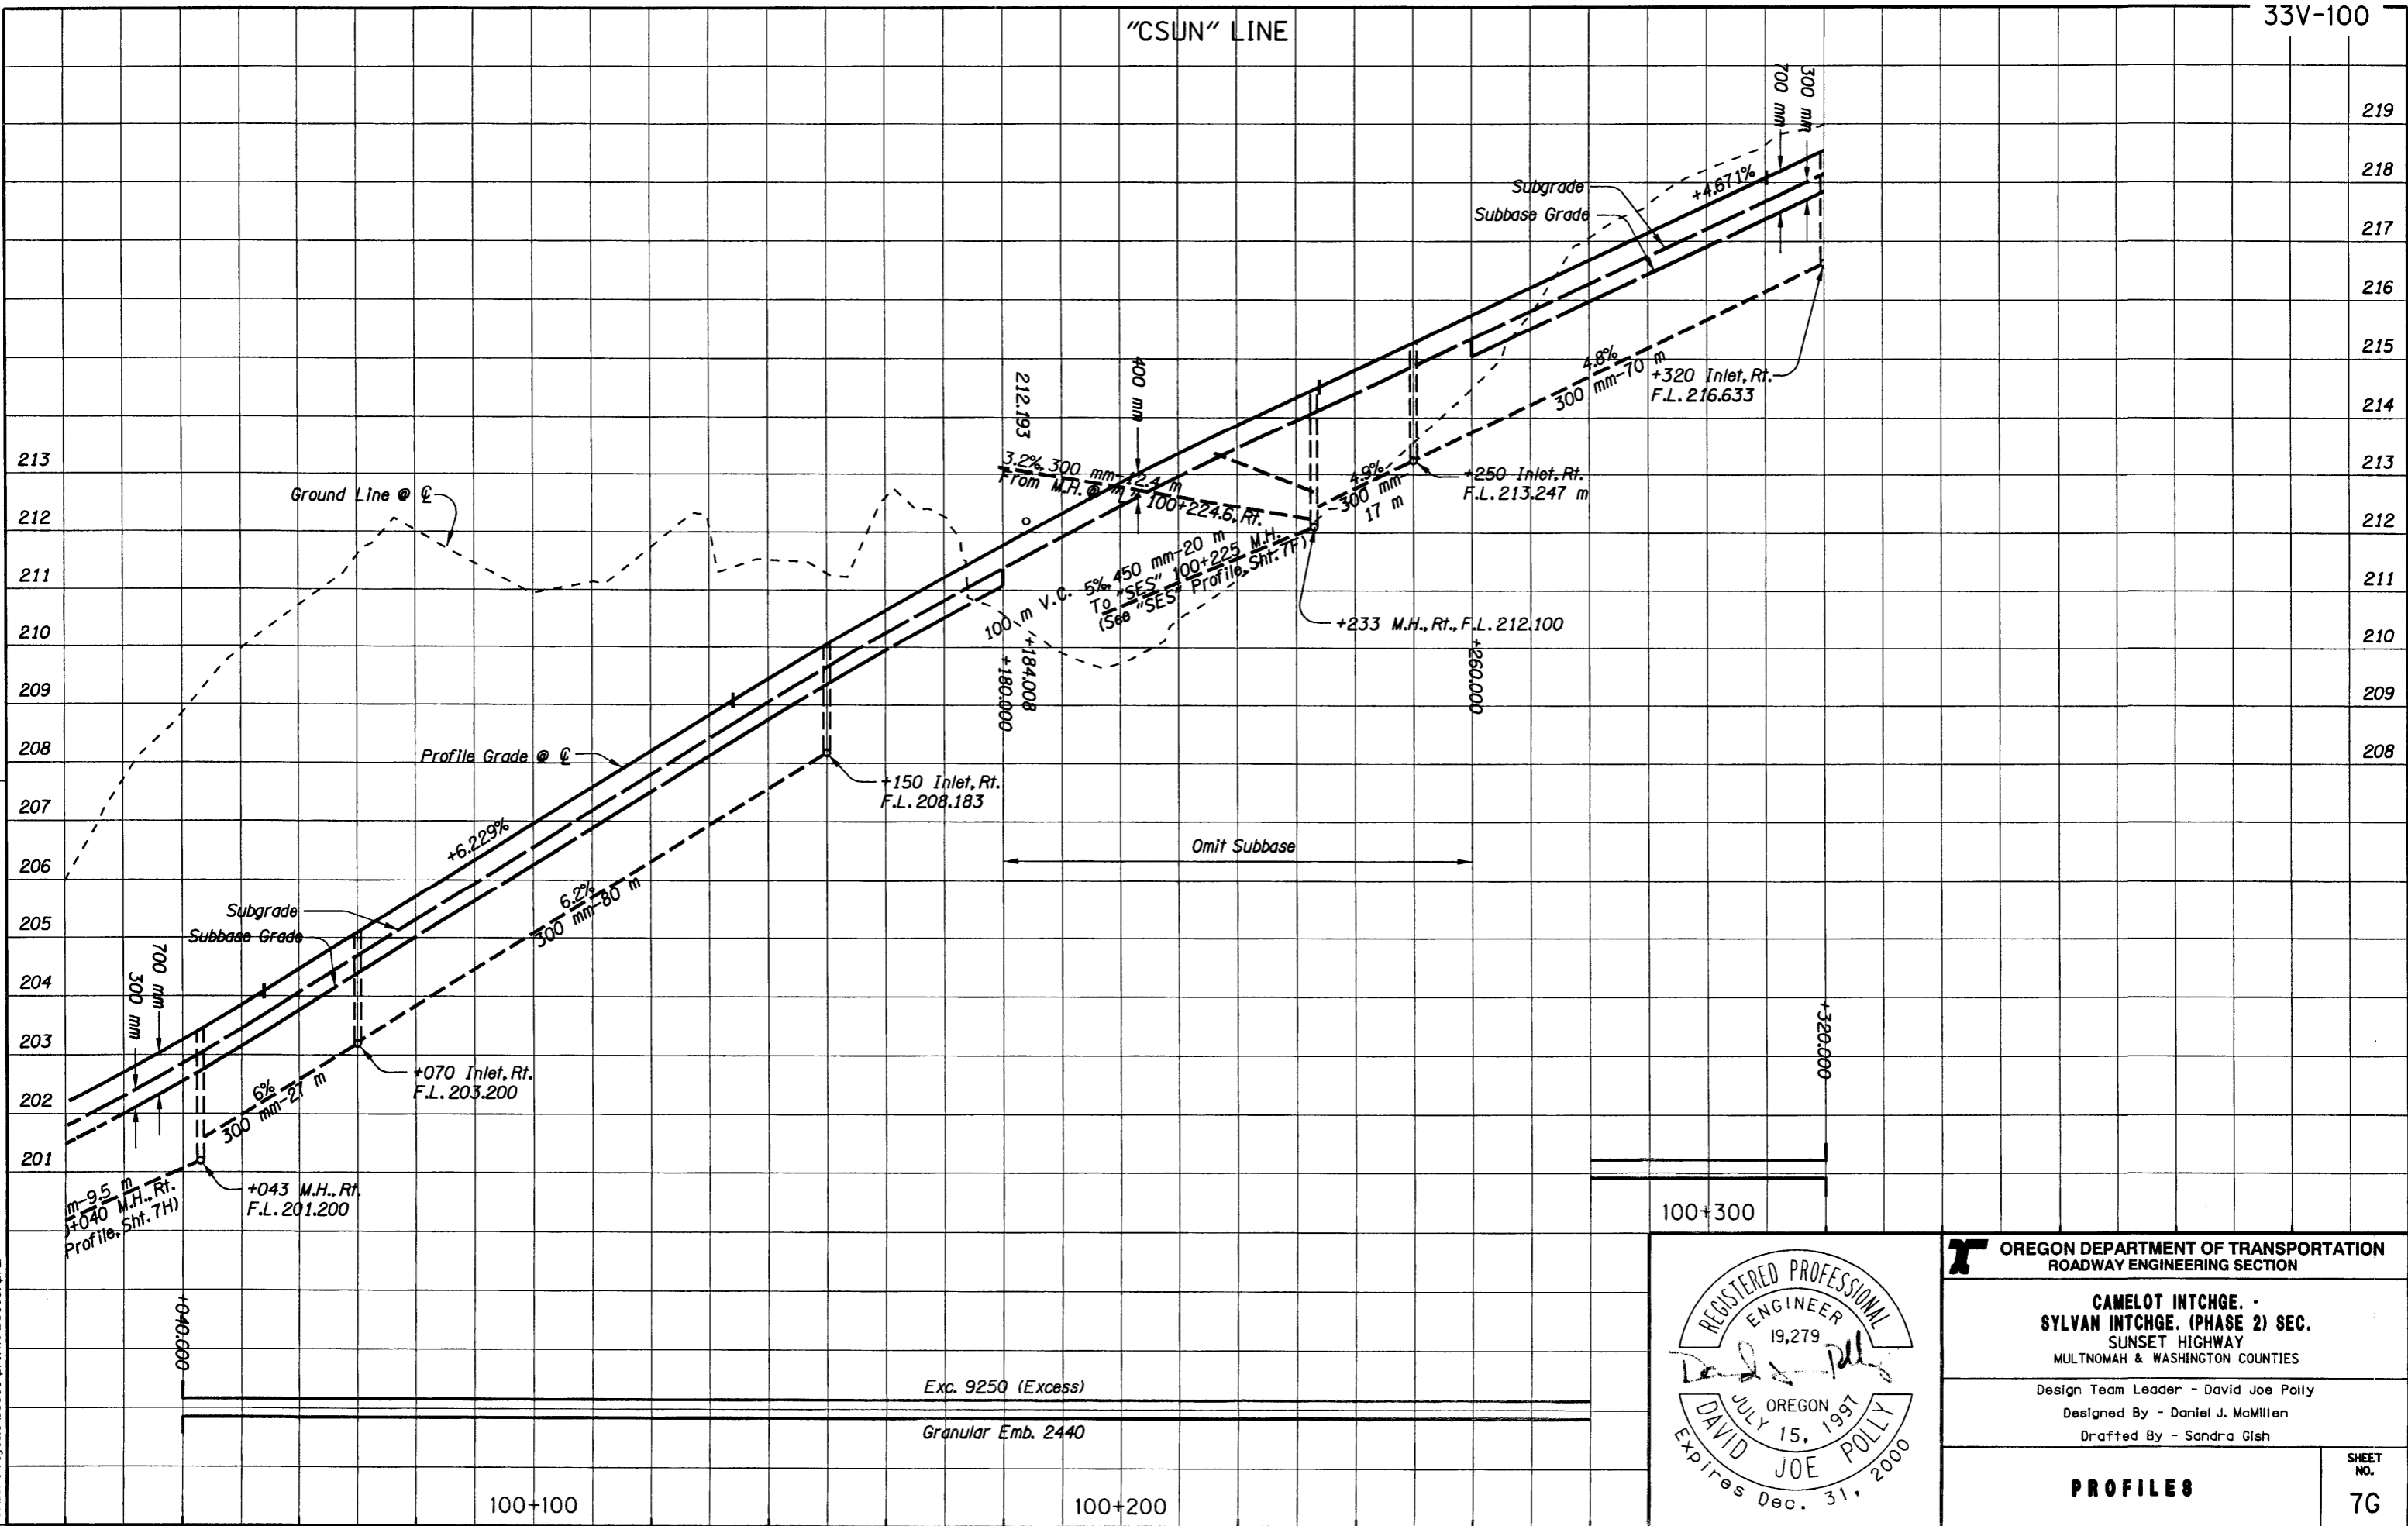 "CSUN" LINE
33V-100
700 mm
300 mm
219
218
217
216
215
214
213
212
211
210
209
208
213
212
211
210
209
208
207
206
205
204
203
202
201
Subgrade
Subbase Grade
+4.671%
4.8%
300 mm-70 m
+320 Inlet, Rt.
F.L. 216.633
212.193
400 mm
3.2% 300 mm-12.4 m
From M.H. @
100+224.6, Rt.
4.9%
300 mm-
17 m
+250 Inlet, Rt.
F.L. 213.247 m
Ground Line @ ℄
100 m V.C.
5% 450 mm-20 m
To "SES" 100+225 M.H.
(See "SES" Profile, Sht. 7F)
+233 M.H., Rt., F.L. 212.100
+184.008
+180.000
+260.000
Profile Grade @ ℄
+150 Inlet, Rt.
F.L. 208.183
Omit Subbase
+6.229%
6.2%
300 mm-80 m
Subgrade
Subbase Grade
700 mm
300 mm
+070 Inlet, Rt.
F.L. 203.200
6%
300 mm-27 m
+043 M.H., Rt.
F.L. 201.200
m-9.5 m
+040 M.H., Rt.
Profile, Sht. 7H)
+320.000
100+300
+040.000
Exc. 9250 (Excess)
Granular Emb. 2440
100+100
100+200
REGISTERED PROFESSIONAL
ENGINEER
19,279
OREGON
JULY 15, 1997
DAVID JOE POLLY
Expires Dec. 31, 2000
OREGON DEPARTMENT OF TRANSPORTATION
ROADWAY ENGINEERING SECTION
CAMELOT INTCHGE. -
SYLVAN INTCHGE. (PHASE 2) SEC.
SUNSET HIGHWAY
MULTNOMAH & WASHINGTON COUNTIES
Design Team Leader - David Joe Polly
Designed By - Daniel J. McMillen
Drafted By - Sandra Gish
PROFILES
SHEET
NO.
7G